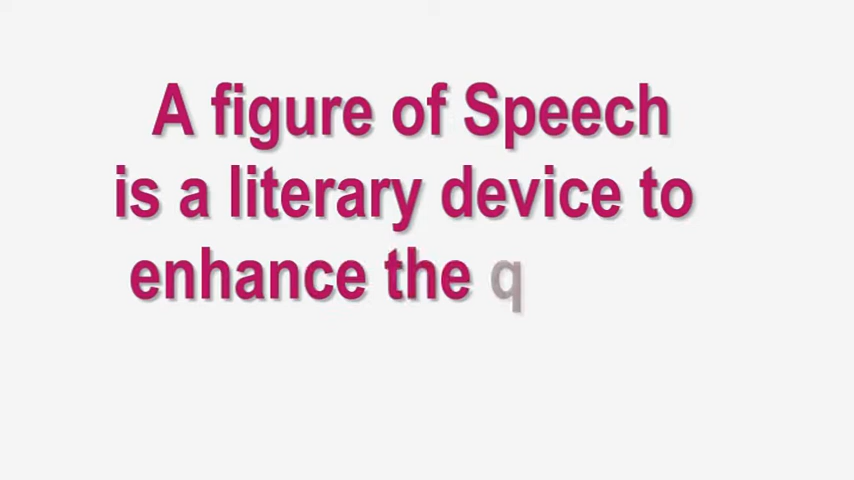 A figure of Speech
is a literary device to
enhance the q